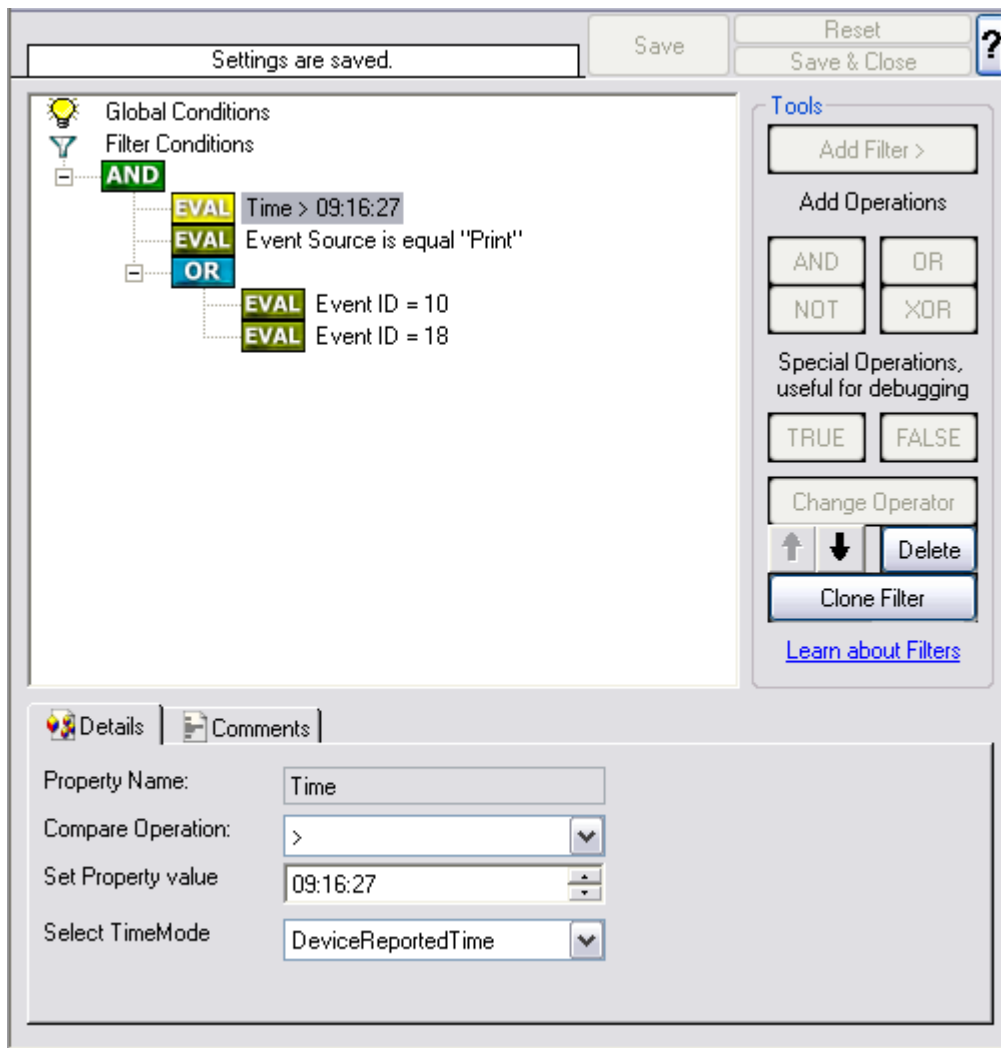 Settings are saved.
Save
Reset
Save & Close
?
Global Conditions
Filter Conditions
AND
EVAL Time > 09:16:27
EVAL Event Source is equal "Print"
OR
EVAL Event ID = 10
EVAL Event ID = 18
Tools
Add Filter >
Add Operations
AND OR
NOT XOR
Special Operations,
useful for debugging
TRUE FALSE
Change Operator
Delete
Clone Filter
Learn about Filters
Details Comments
Property Name: Time
Compare Operation: >
Set Property value 09:16:27
Select TimeMode DeviceReportedTime